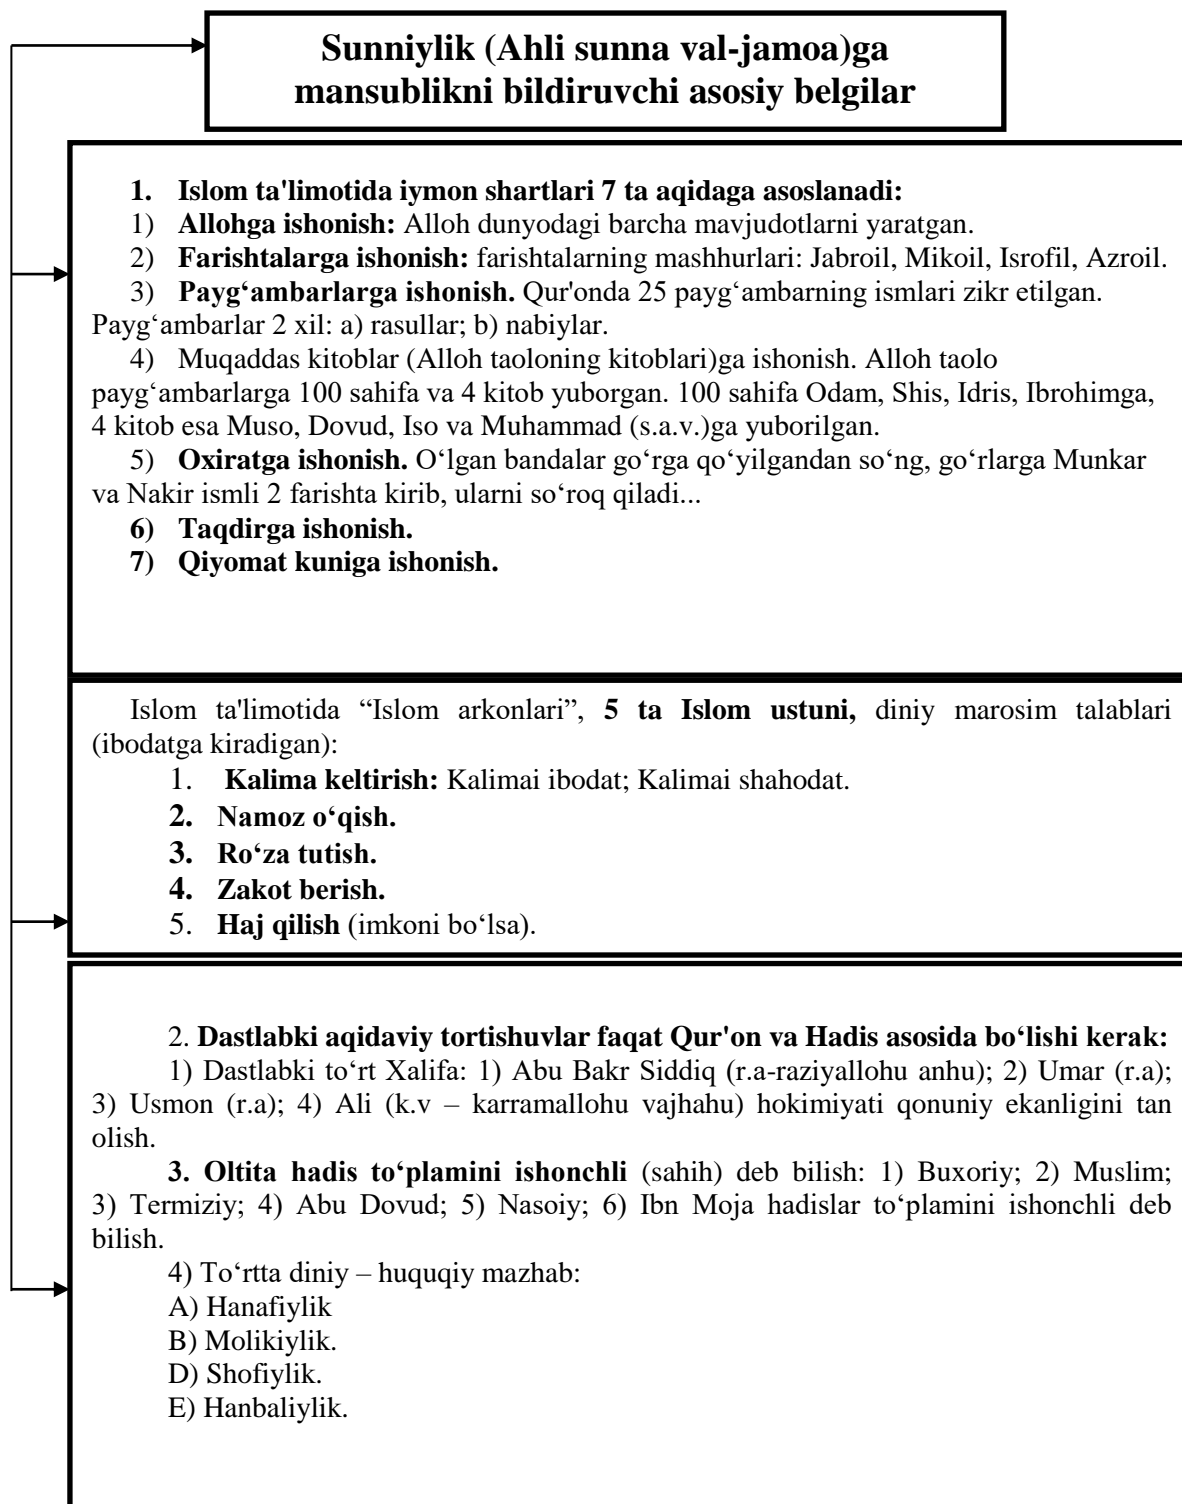 Sunniylik (Ahli sunna val-jamoa)ga
mansublikni bildiruvchi asosiy belgilar
1. Islom ta'limotida iymon shartlari 7 ta aqidaga asoslanadi:
1) Allohga ishonish: Alloh dunyodagi barcha mavjudotlarni yaratgan.
2) Farishtalarga ishonish: farishtalarning mashhurlari: Jabroil, Mikoil, Isrofil, Azroil.
3) Payg‘ambarlarga ishonish. Qur'onda 25 payg‘ambarning ismlari zikr etilgan.
Payg‘ambarlar 2 xil: a) rasullar; b) nabiylar.
4) Muqaddas kitoblar (Alloh taoloning kitoblari)ga ishonish. Alloh taolo
payg‘ambarlarga 100 sahifa va 4 kitob yuborgan. 100 sahifa Odam, Shis, Idris, Ibrohimga,
4 kitob esa Muso, Dovud, Iso va Muhammad (s.a.v.)ga yuborilgan.
5) Oxiratga ishonish. O‘lgan bandalar go‘rga qo‘yilgandan so‘ng, go‘rlarga Munkar
va Nakir ismli 2 farishta kirib, ularni so‘roq qiladi...
6) Taqdirga ishonish.
7) Qiyomat kuniga ishonish.
Islom ta'limotida “Islom arkonlari”, 5 ta Islom ustuni, diniy marosim talablari
(ibodatga kiradigan):
1. Kalima keltirish: Kalimai ibodat; Kalimai shahodat.
2. Namoz o‘qish.
3. Ro‘za tutish.
4. Zakot berish.
5. Haj qilish (imkoni bo‘lsa).
2. Dastlabki aqidaviy tortishuvlar faqat Qur'on va Hadis asosida bo‘lishi kerak:
1) Dastlabki to‘rt Xalifa: 1) Abu Bakr Siddiq (r.a-raziyallohu anhu); 2) Umar (r.a);
3) Usmon (r.a); 4) Ali (k.v – karramallohu vajhahu) hokimiyati qonuniy ekanligini tan
olish.
3. Oltita hadis to‘plamini ishonchli (sahih) deb bilish: 1) Buxoriy; 2) Muslim;
3) Termiziy; 4) Abu Dovud; 5) Nasoiy; 6) Ibn Moja hadislar to‘plamini ishonchli deb
bilish.
4) To‘rtta diniy – huquqiy mazhab:
A) Hanafiylik
B) Molikiylik.
D) Shofiylik.
E) Hanbaliylik.